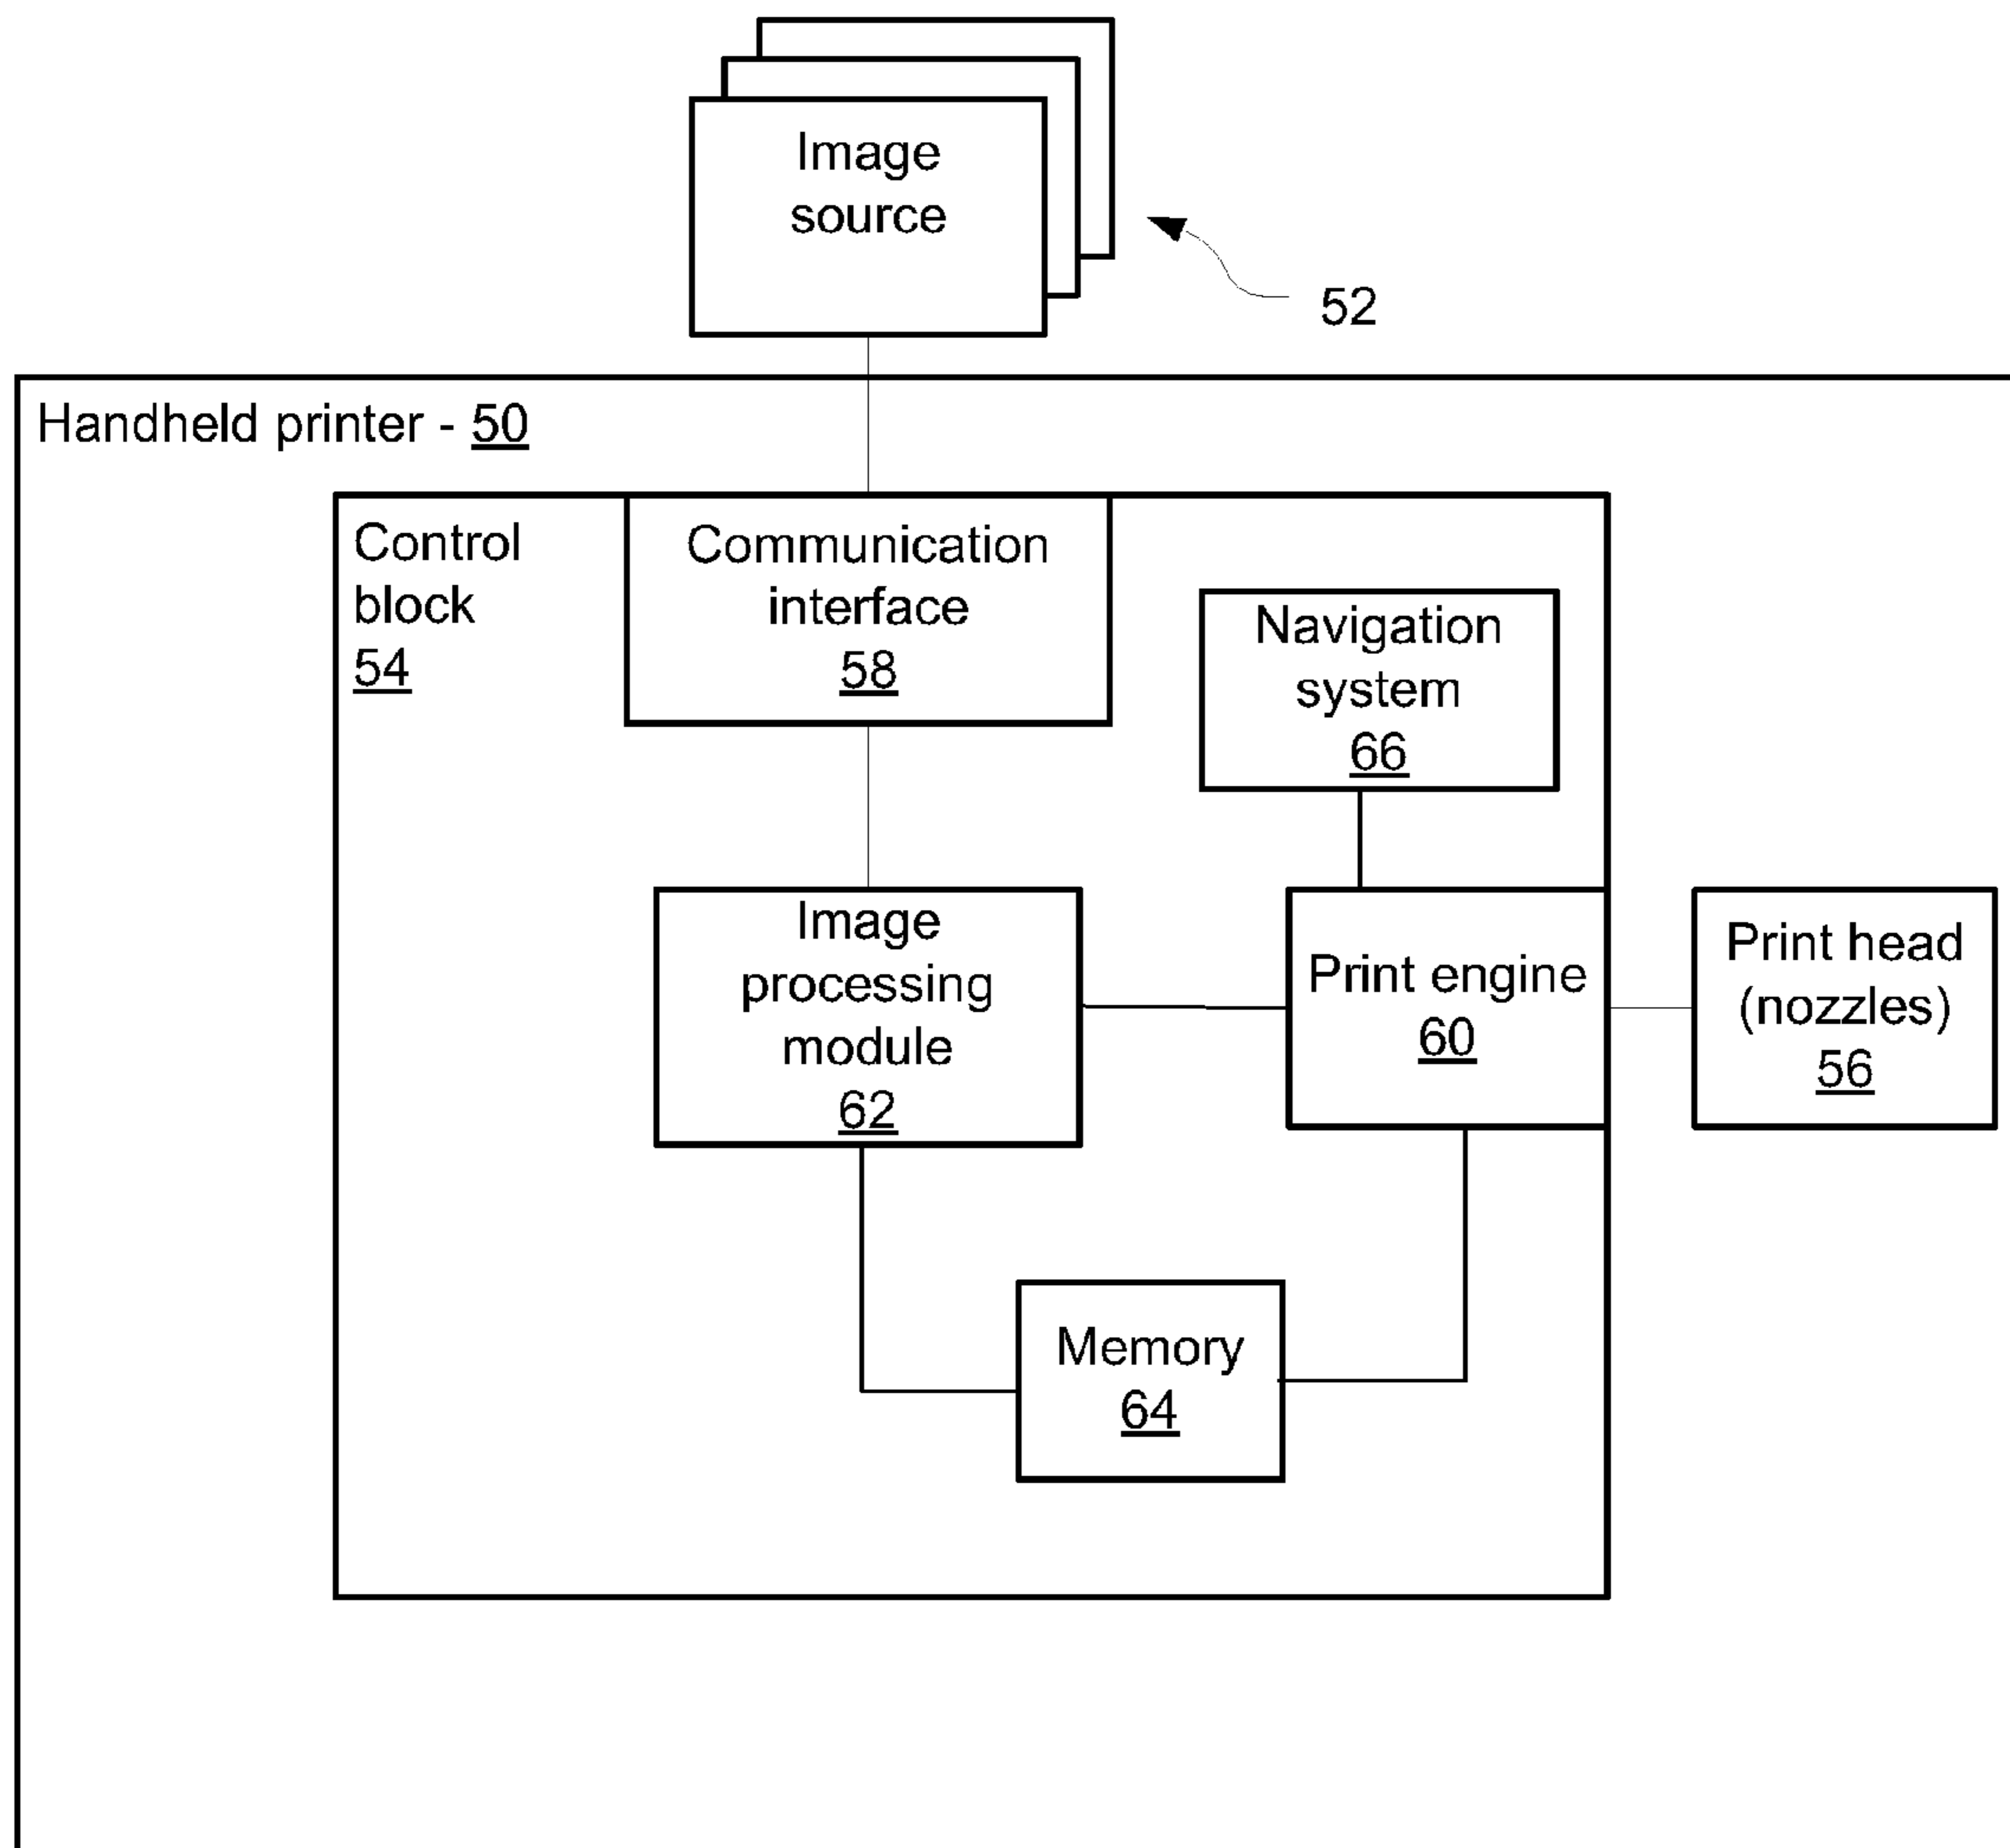 Image
source
52
Handheld printer - 50
Control
block
54
Communication
interface
58
Navigation
system
66
Image
processing
module
62
Print engine
60
Print head
(nozzles)
56
Memory
64